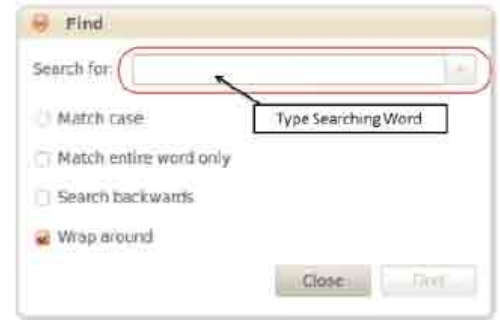 Find
Search for:
Type Searching Word
Match case
Match entire word only
Search backwards
Wrap around
Close Find